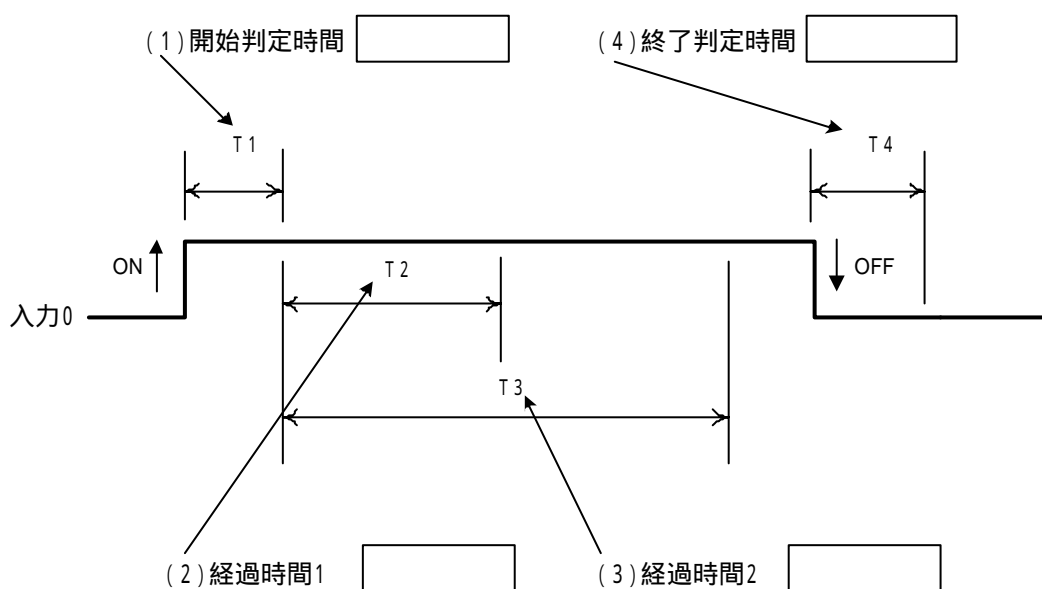 (1)開始判定時間
(4)終了判定時間
T1
T4
ON
T2
OFF
入力0
T3
(2)経過時間1
(3)経過時間2